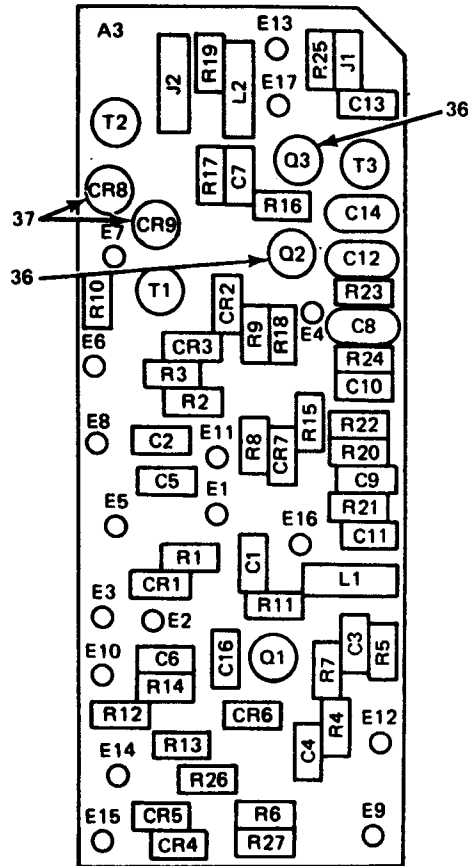 A3
E13
R19
R25
J1
J2
L2
E17
C13
36
T2
Q3
T3
R17
C7
CR8
R16
C14
37
CR9
E7
36
Q2
C12
R10
T1
CR2
R23
R9
R18
E4
C8
CR3
E6
R24
R3
C10
R2
R15
E8
C2
E11
R8
CR7
R22
R20
C5
C9
E5
E1
R21
E16
C11
R1
C1
CR1
L1
E3
E2
R11
E10
C6
C16
Q1
C3
R5
R7
R14
R12
CR6
R4
E12
R13
C4
E14
R26
E15
CR5
R6
E9
CR4
R27